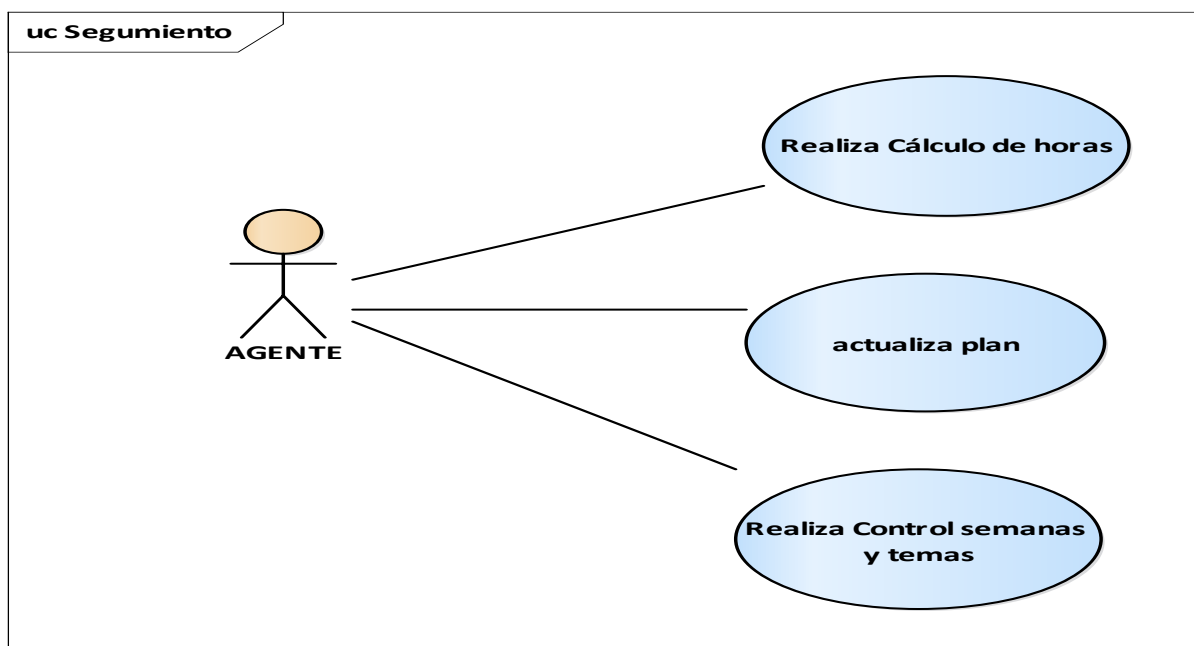 uc Segumiento
Realiza Cálculo de horas
AGENTE
actualiza plan
Realiza Control semanas
y temas